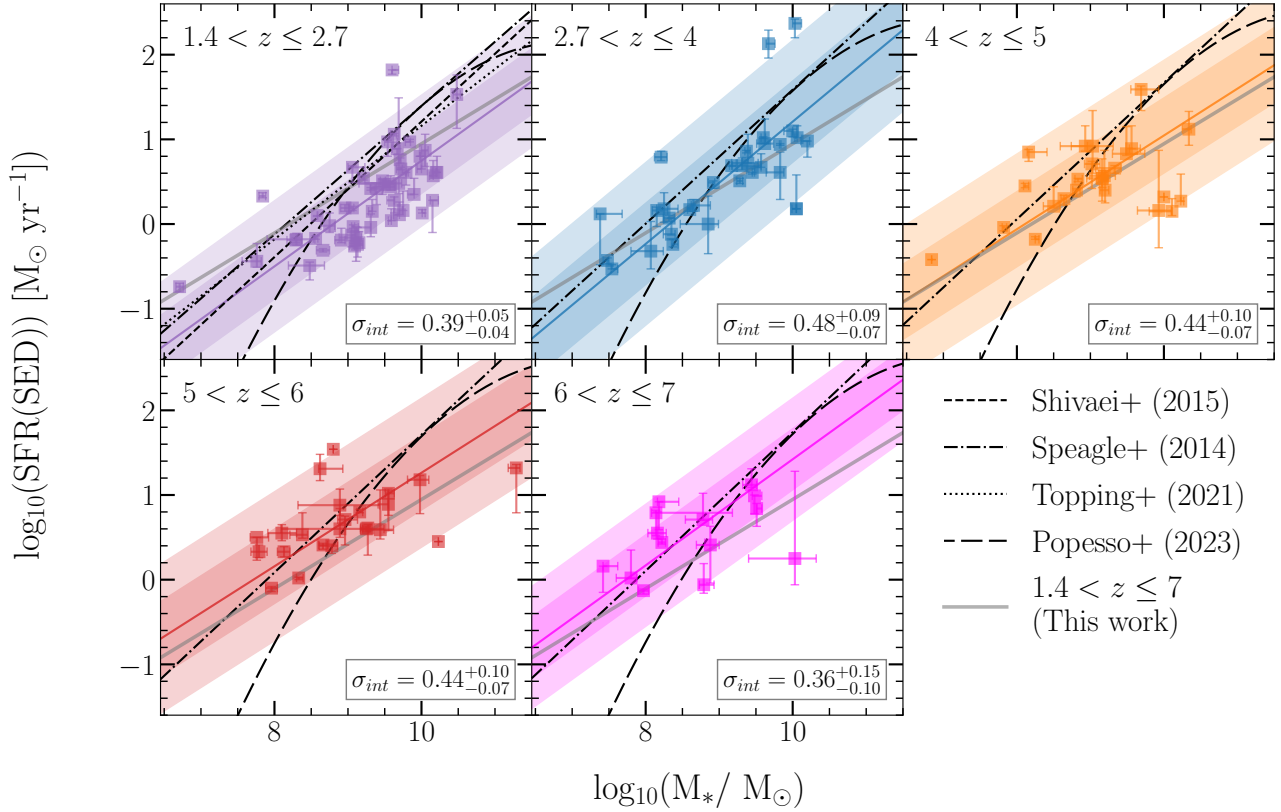 log₁₀(SFR(SED)) [M⊙ yr⁻¹]
1.4 < z ≤ 2.7
2.7 < z ≤ 4
4 < z ≤ 5
2
1
0
−1
σ_int = 0.39^{+0.05}_{−0.04}
σ_int = 0.48^{+0.09}_{−0.07}
σ_int = 0.44^{+0.10}_{−0.07}
5 < z ≤ 6
6 < z ≤ 7
2
1
0
−1
σ_int = 0.44^{+0.10}_{−0.07}
σ_int = 0.36^{+0.15}_{−0.10}
8
10
8
10
Shivaei+ (2015)
Speagle+ (2014)
Topping+ (2021)
Popesso+ (2023)
1.4 < z ≤ 7
(This work)
log₁₀(M_*/ M⊙)